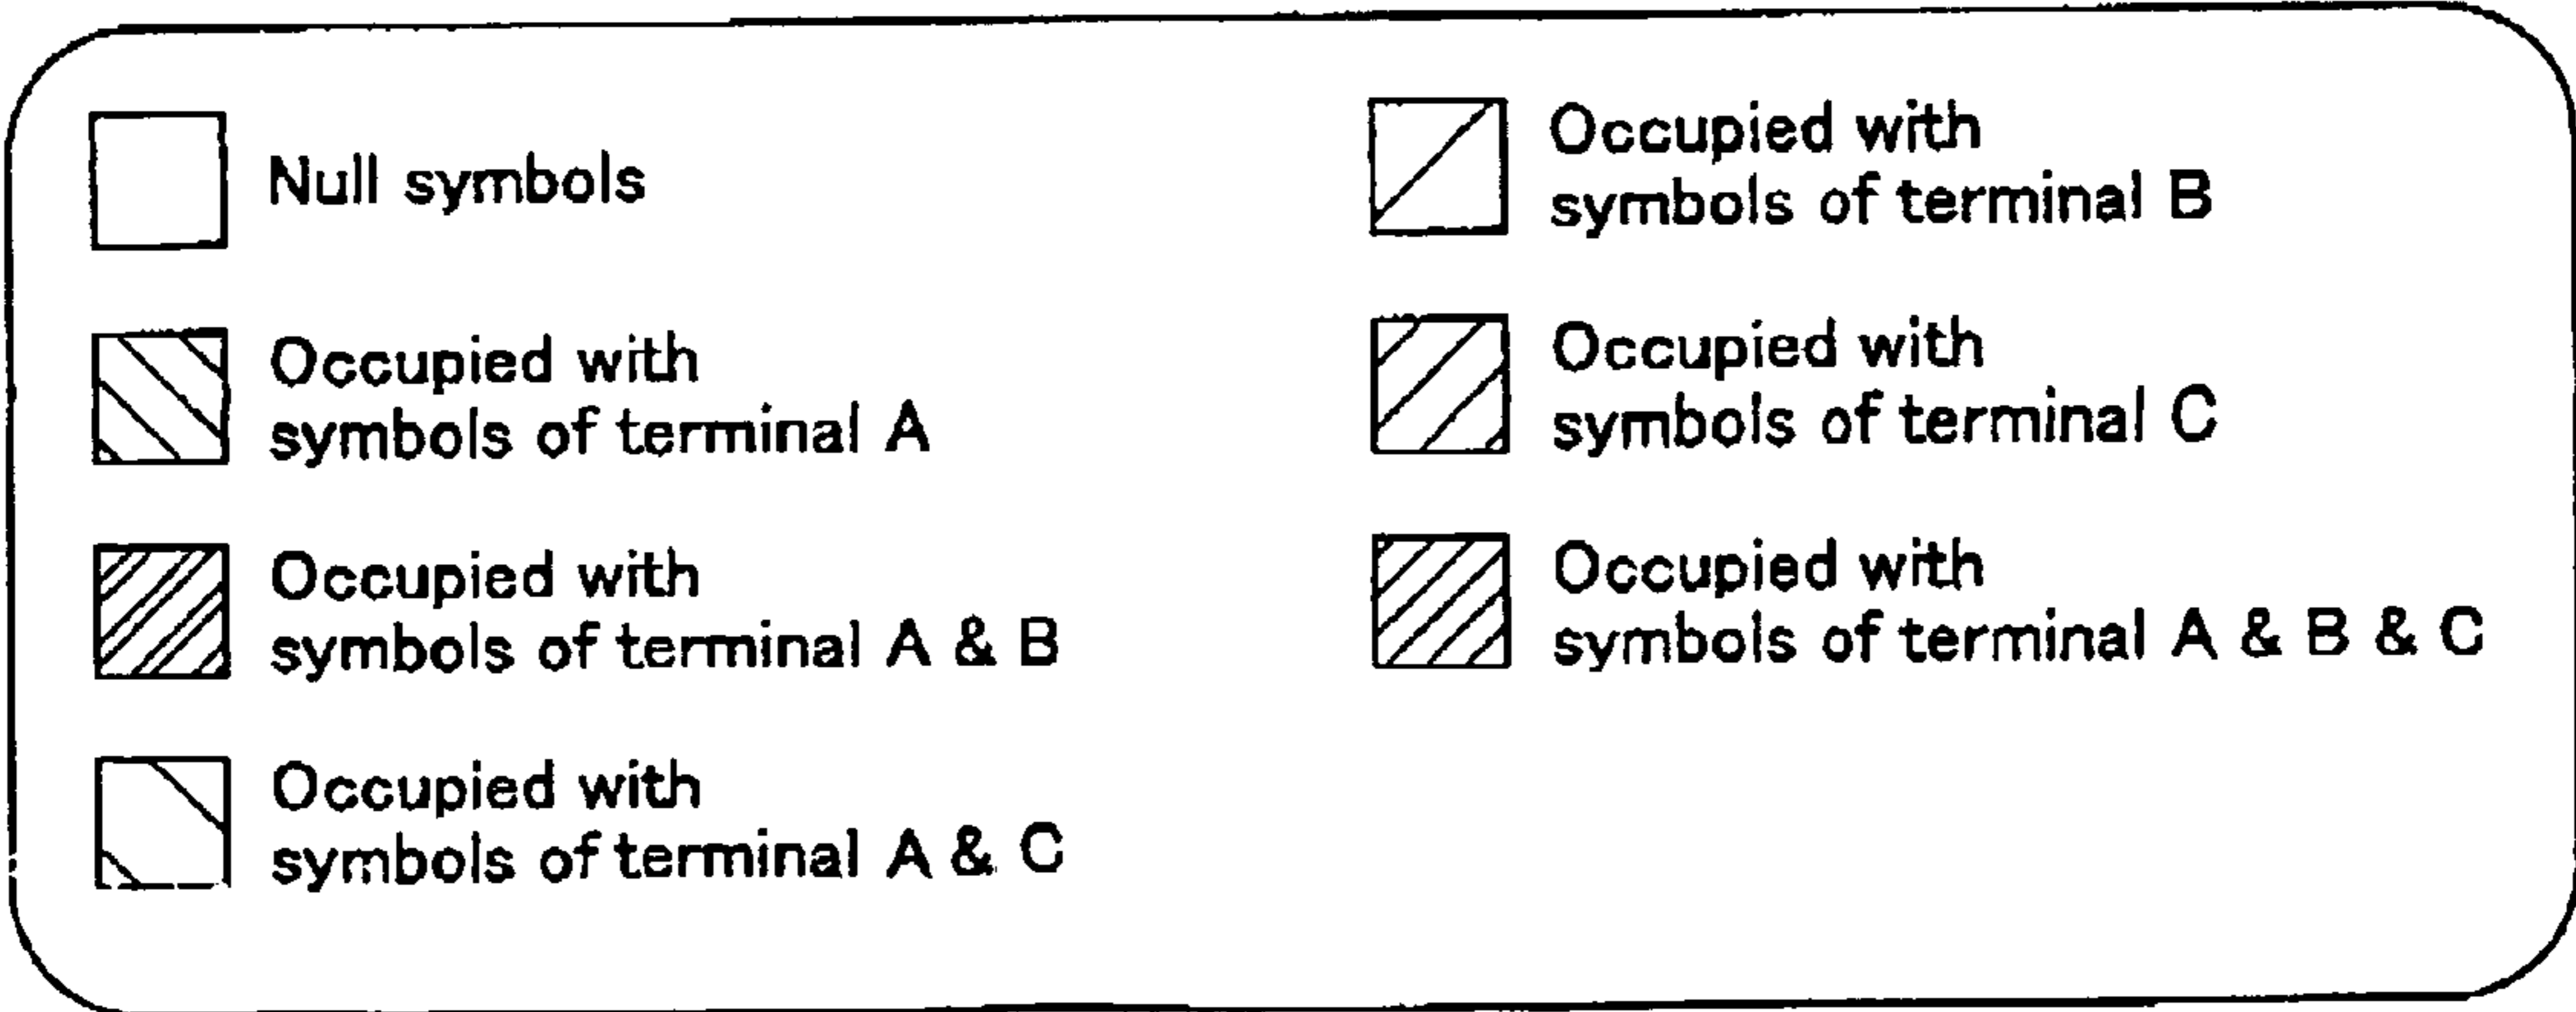 Null symbols
Occupied with
symbols of terminal A
Occupied with
symbols of terminal A & B
Occupied with
symbols of terminal A & C
Occupied with
symbols of terminal B
Occupied with
symbols of terminal C
Occupied with
symbols of terminal A & B & C